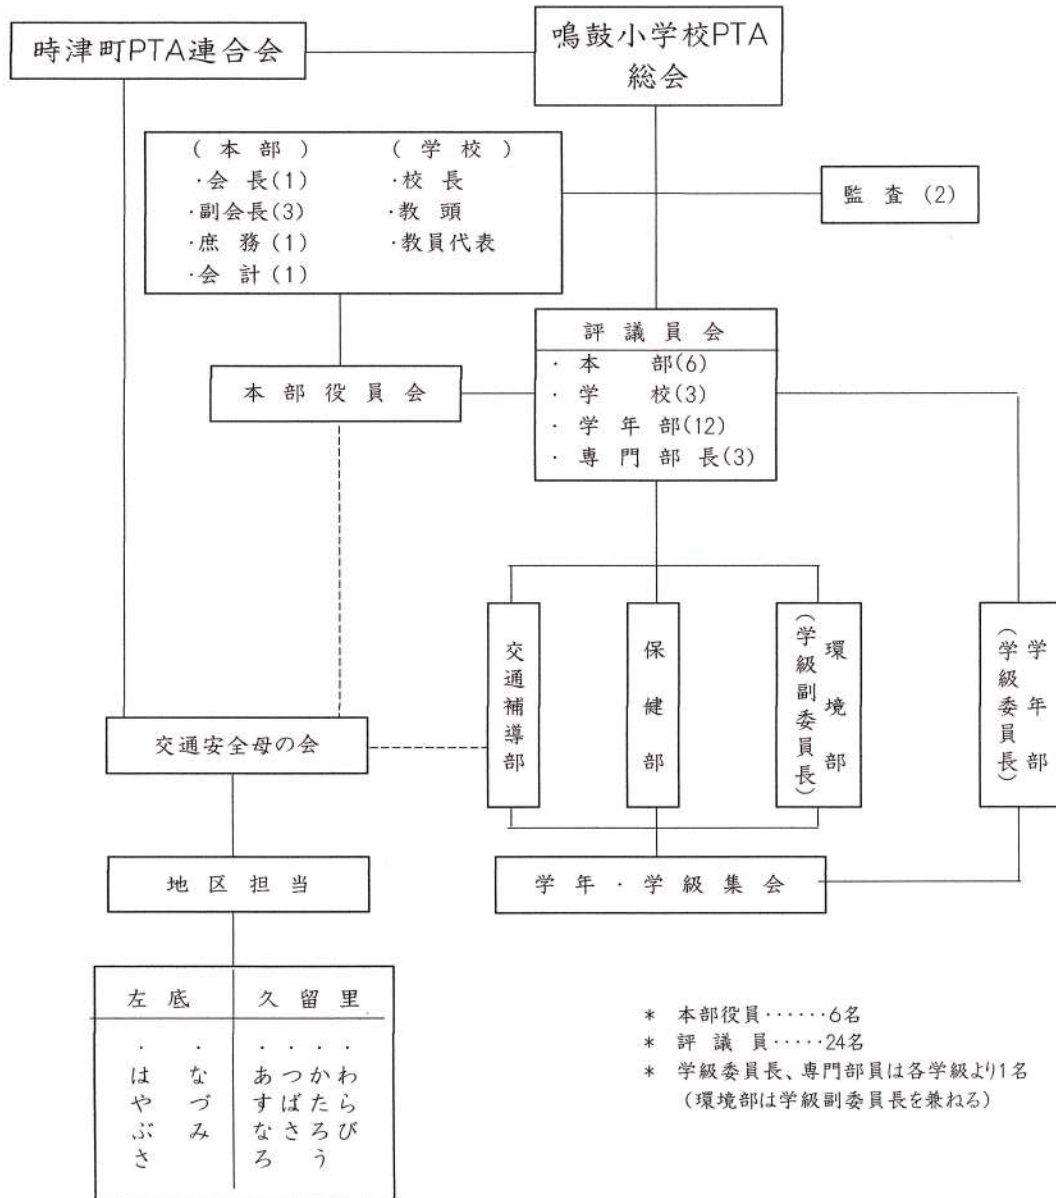 時津町PTA連合会
鳴鼓小学校PTA
総会
(本部)
・会長(1)
・副会長(3)
・庶務(1)
・会計(1)
(学校)
・校長
・教頭
・教員代表
監査(2)
評議員会
・本部(6)
・学校(3)
・学年部(12)
・専門部長(3)
本部役員会
交通補導部
保健部
環境部
(学級副委員長)
学年部
(学級委員長)
交通安全母の会
学年・学級集会
地区担当
左底
・なづみ
・はやぶさ
久留里
・わらび
・かたろう
・つばさ
・あすなろ
* 本部役員……6名
* 評議員……24名
* 学級委員長、専門部員は各学級より1名
(環境部は学級副委員長を兼ねる)